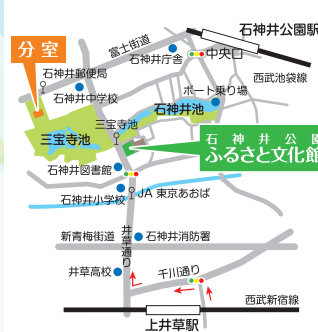 石神井公園駅
富士街道
分室
石神井庁舎
中央口
石神井郵便局
西武池袋線
石神井中学校
ボート乗り場
石神井池
三宝寺池
三宝寺池
石神井公園
ふるさと文化館
石神井図書館
石神井小学校
JA 東京あおば
井草通り
新青梅街道
石神井消防署
井草高校
千川通り
西武新宿線
上井草駅